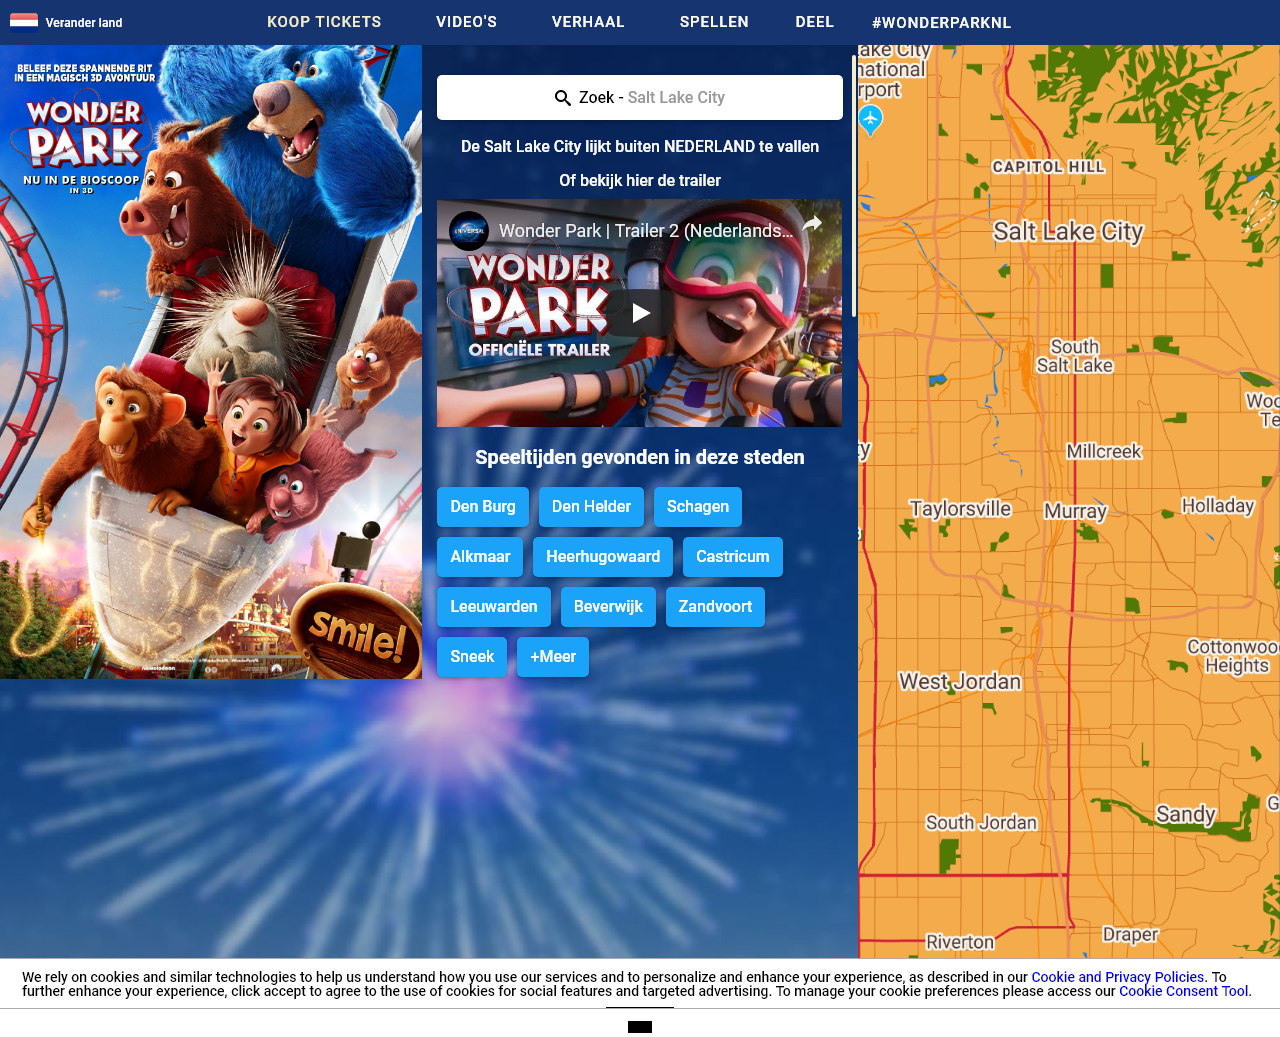 Verander land
KOOP TICKETS
VIDEO'S
VERHAAL
SPELLEN
DEEL
#WONDERPARKNL
BELEEF DEZE SPANNENDE RIT
IN EEN MAGISCH 3D AVONTUUR
WONDER
PARK
NU IN DE BIOSCOOP
IN 3D
smile!
nickelodeon
Zoek - Salt Lake City
De Salt Lake City lijkt buiten NEDERLAND te vallen
Of bekijk hier de trailer
UNIVERSAL
Wonder Park | Trailer 2 (Nederlands...
WONDER
PARK
OFFICIËLE TRAILER
Speeltijden gevonden in deze steden
Den Burg
Den Helder
Schagen
Alkmaar
Heerhugowaard
Castricum
Leeuwarden
Beverwijk
Zandvoort
Sneek
+Meer
ake City
national
rport
CAPITOL HILL
Salt Lake City
South
Salt Lake
Woo
Te
Millcreek
ty
Taylorsville
Murray
Holladay
Cottonwood
Heights
West Jordan
Sandy
G
South Jordan
Riverton
Draper
We rely on cookies and similar technologies to help us understand how you use our services and to personalize and enhance your experience, as described in our Cookie and Privacy Policies. To
further enhance your experience, click accept to agree to the use of cookies for social features and targeted advertising. To manage your cookie preferences please access our Cookie Consent Tool.